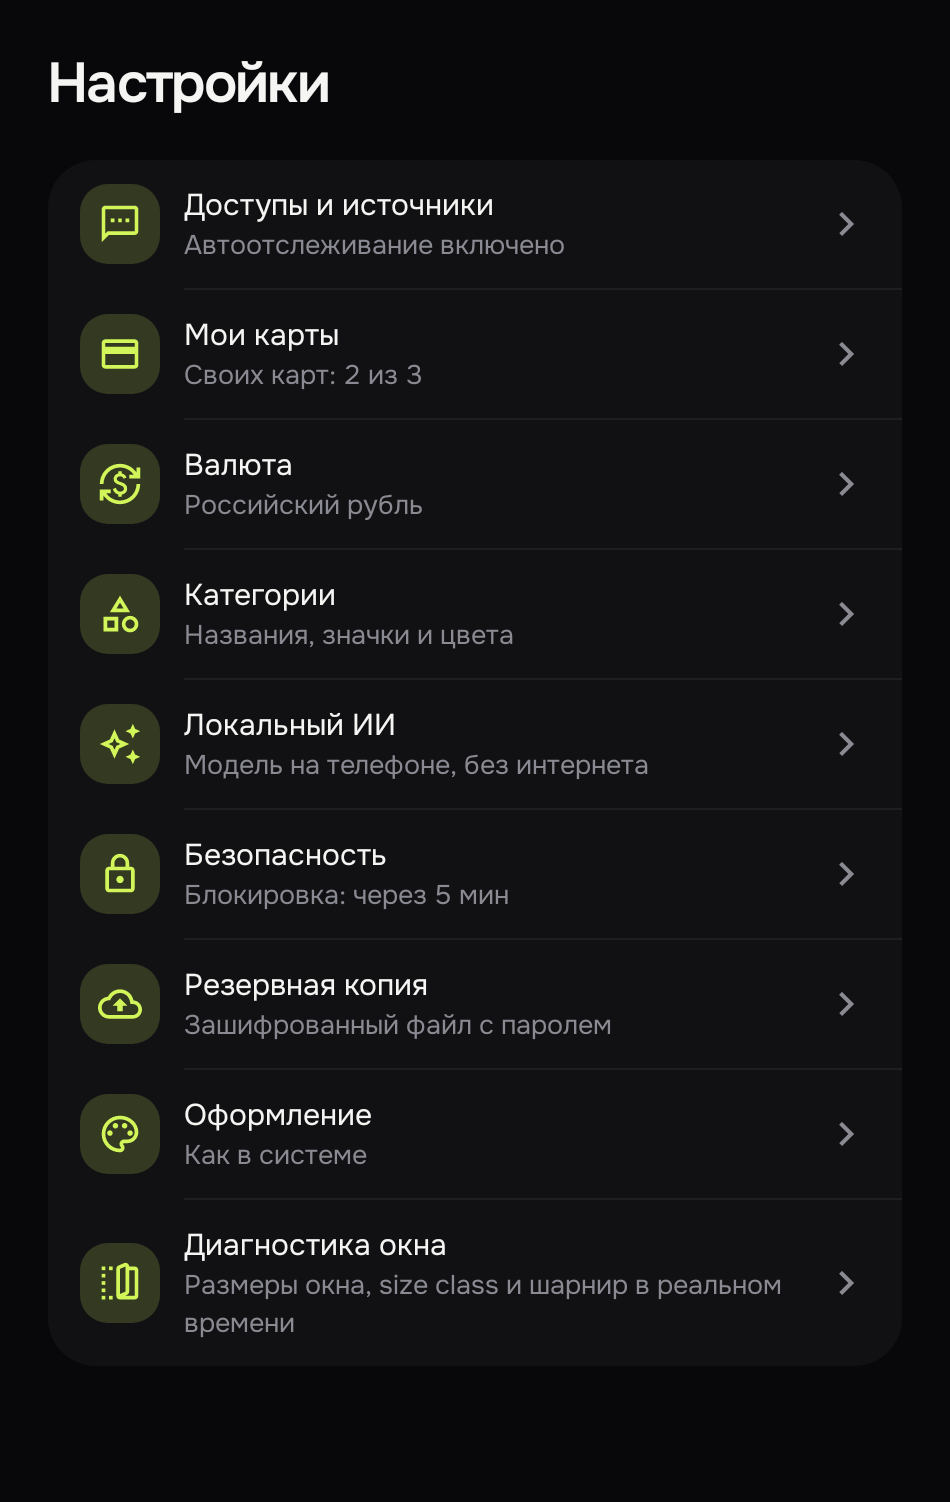 Настройки
Доступы и источники
Автоотслеживание включено
Мои карты
Своих карт: 2 из 3
Валюта
Российский рубль
Категории
Названия, значки и цвета
Локальный ИИ
Модель на телефоне, без интернета
Безопасность
Блокировка: через 5 мин
Резервная копия
Зашифрованный файл с паролем
Оформление
Как в системе
Диагностика окна
Размеры окна, size class и шарнир в реальном
времени